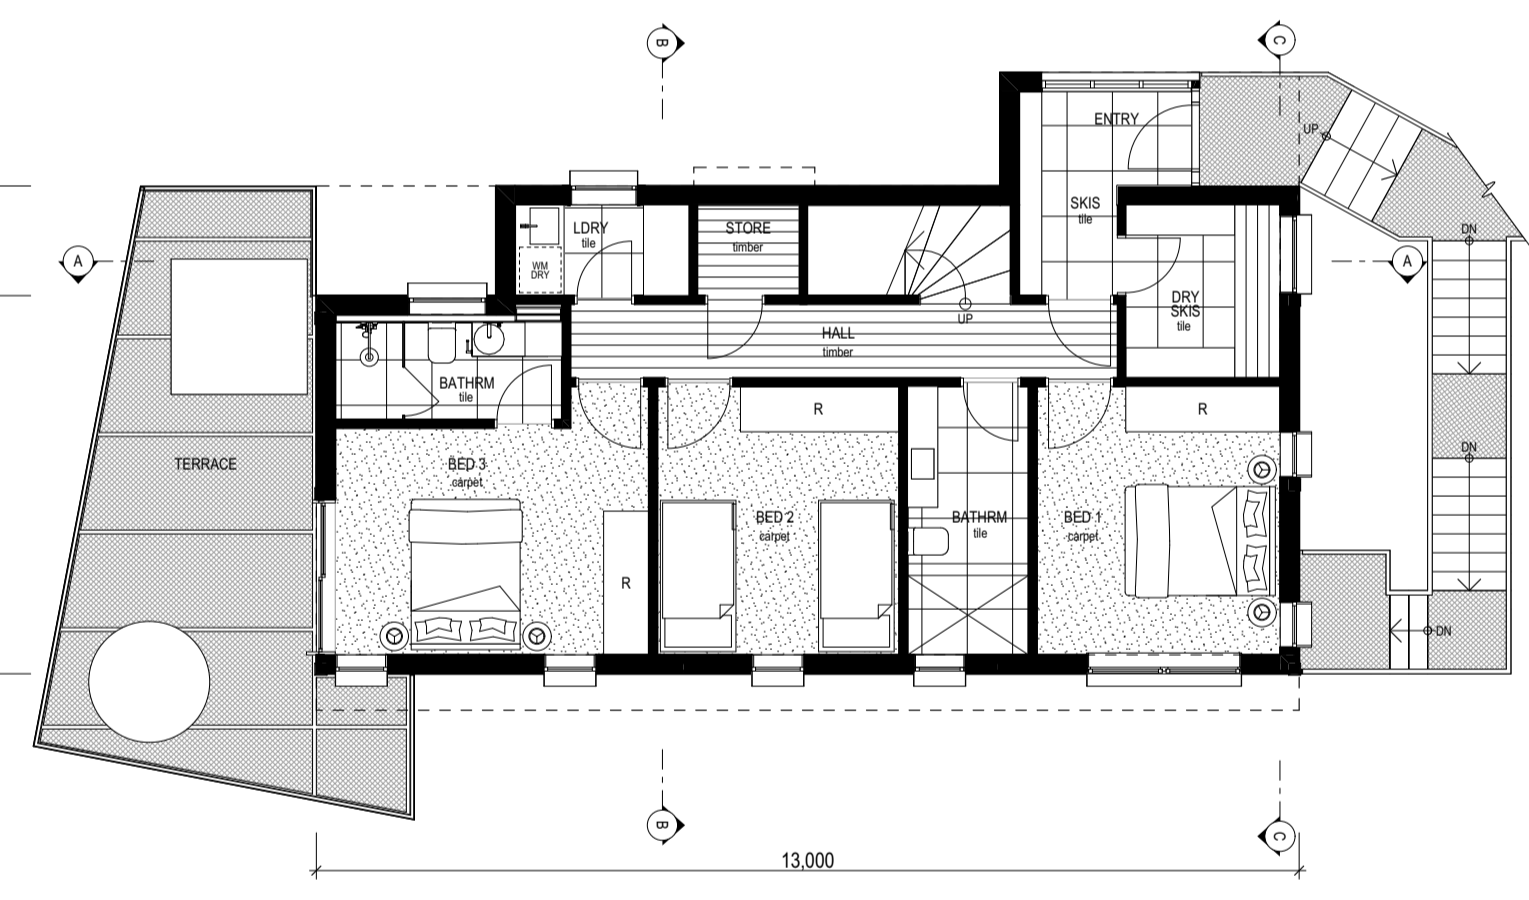 B
C
ENTRY
UP
SKIS
tile
LDRY
tile
STORE
timber
DN
A
A
WM
DRY
DRY
SKIS
tile
UP
HALL
timber
BATHRM
tile
R
R
DN
TERRACE
BED 3
carpet
BED 2
carpet
BATHRM
tile
BED 1
carpet
R
DN
B
C
13,000